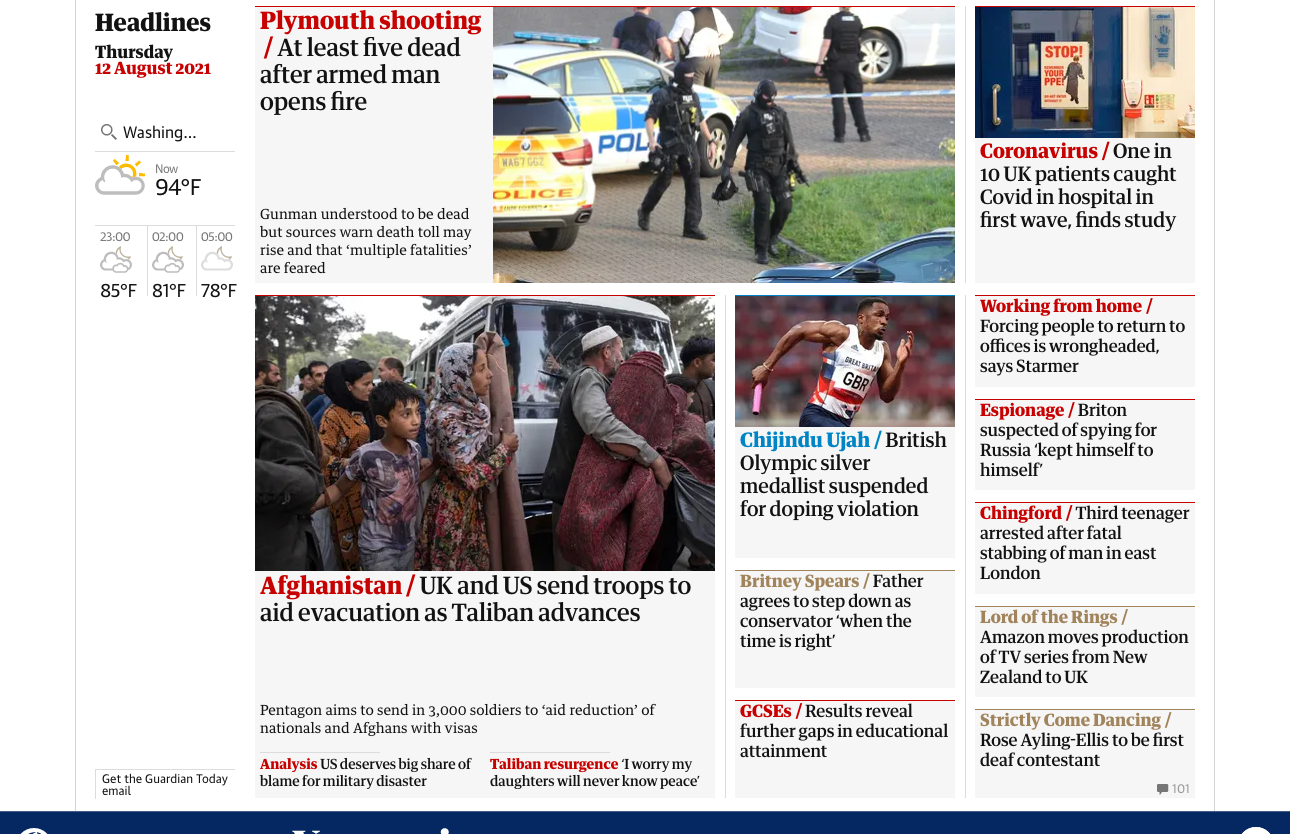 Headlines
Thursday
12 August 2021
Washing...
Now
94°F
23:00
02:00
05:00
85°F
81°F
78°F
Get the Guardian Today
email
Plymouth shooting
/ At least five dead
after armed man
opens fire
Gunman understood to be dead
but sources warn death toll may
rise and that ‘multiple fatalities’
are feared
POL
WA67 GGZ
OLICE
STOP!
REMEMBER
YOUR
PPE!
Coronavirus / One in
10 UK patients caught
Covid in hospital in
first wave, finds study
Afghanistan / UK and US send troops to
aid evacuation as Taliban advances
Pentagon aims to send in 3,000 soldiers to ‘aid reduction’ of
nationals and Afghans with visas
Analysis US deserves big share of
blame for military disaster
Taliban resurgence ‘I worry my
daughters will never know peace’
GREAT BRITAIN
GBR
Chijindu Ujah / British
Olympic silver
medallist suspended
for doping violation
Britney Spears / Father
agrees to step down as
conservator ‘when the
time is right’
GCSEs / Results reveal
further gaps in educational
attainment
Working from home /
Forcing people to return to
offices is wrongheaded,
says Starmer
Espionage / Briton
suspected of spying for
Russia ‘kept himself to
himself’
Chingford / Third teenager
arrested after fatal
stabbing of man in east
London
Lord of the Rings /
Amazon moves production
of TV series from New
Zealand to UK
Strictly Come Dancing /
Rose Ayling-Ellis to be first
deaf contestant
101